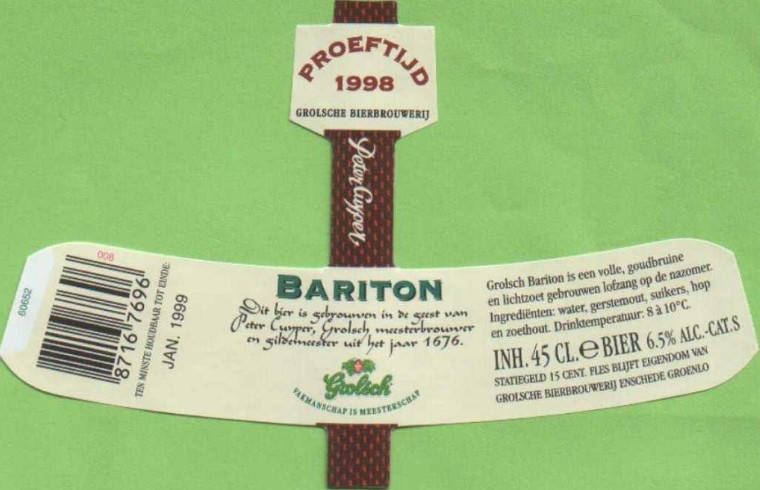 PROEFTIJD
1998
GROLSCHE BIERBROUWERIJ
Peter Cuyper
60652
008
8716 7696
TEN MINSTE HOUDBAAR TOT EINDE:
JAN. 1999
BARITON
Dit bier is gebrouwen in de geest van
Peter Cuyper, Grolsch meesterbrouwer
en gildemeester uit het jaar 1676.
Grolsch
VAKMANSCHAP IS MEESTERSCHAP
Grolsch Bariton is een volle, goudbruine
en lichtzoet gebrouwen lofzang op de nazomer.
Ingrediënten: water, gerstemout, suikers, hop
en zoethout. Drinktemperatuur: 8 à 10°C.
INH. 45 CL. ℮ BIER 6.5% ALC.-CAT.S
STATIEGELD 15 CENT. FLES BLIJFT EIGENDOM VAN
GROLSCHE BIERBROUWERIJ ENSCHEDE GROENLO